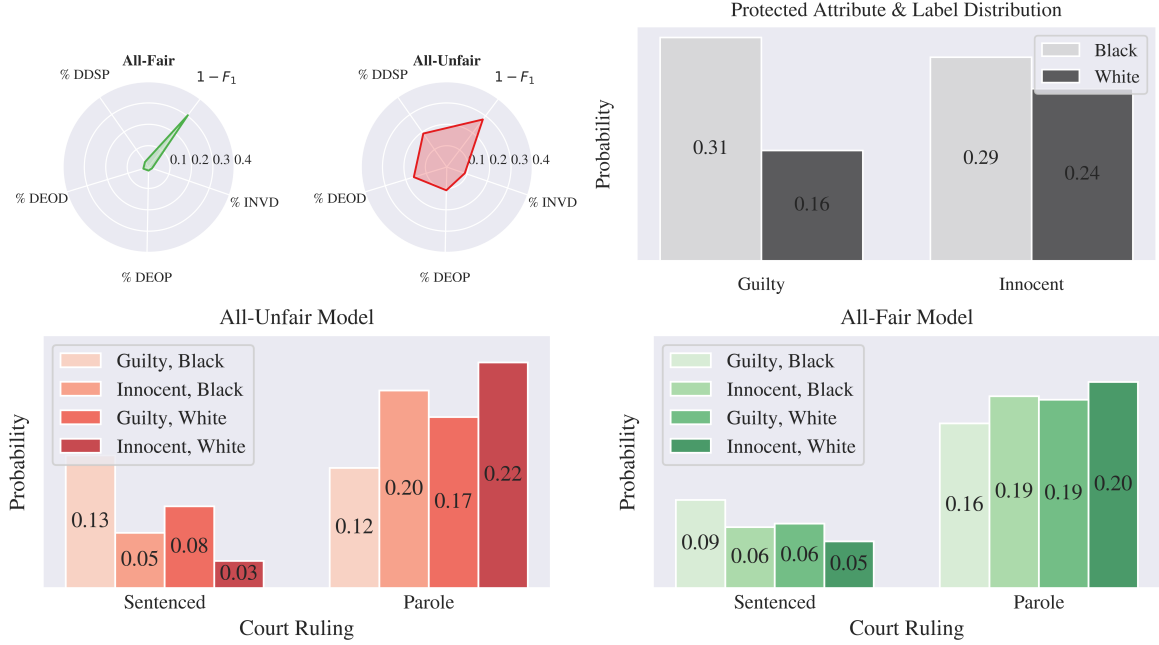 All-Fair
% DDSP
1 − F₁
0.1 0.2 0.3 0.4
% DEOD
% INVD
% DEOP
All-Unfair
% DDSP
1 − F₁
0.1 0.2 0.3 0.4
% DEOD
% INVD
% DEOP
Protected Attribute & Label Distribution
Black
White
Probability
0.31
0.16
0.29
0.24
Guilty
Innocent
All-Unfair Model
Guilty, Black
Innocent, Black
Guilty, White
Innocent, White
Probability
0.13
0.05
0.08
0.03
0.12
0.20
0.17
0.22
Sentenced
Parole
Court Ruling
All-Fair Model
Guilty, Black
Innocent, Black
Guilty, White
Innocent, White
Probability
0.09
0.06
0.06
0.05
0.16
0.19
0.19
0.20
Sentenced
Parole
Court Ruling